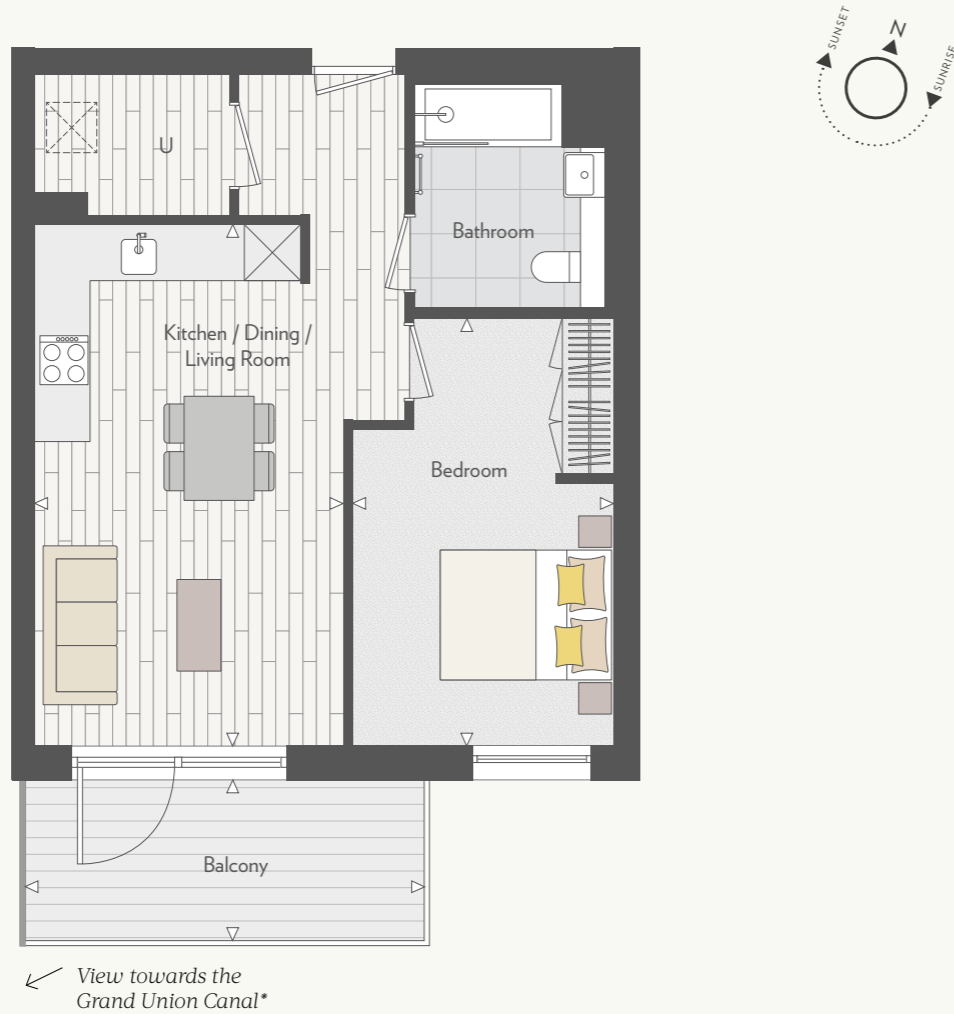 SUNSET
N
SUNRISE
U
Bathroom
Kitchen / Dining /
Living Room
Bedroom
Balcony
View towards the
Grand Union Canal*